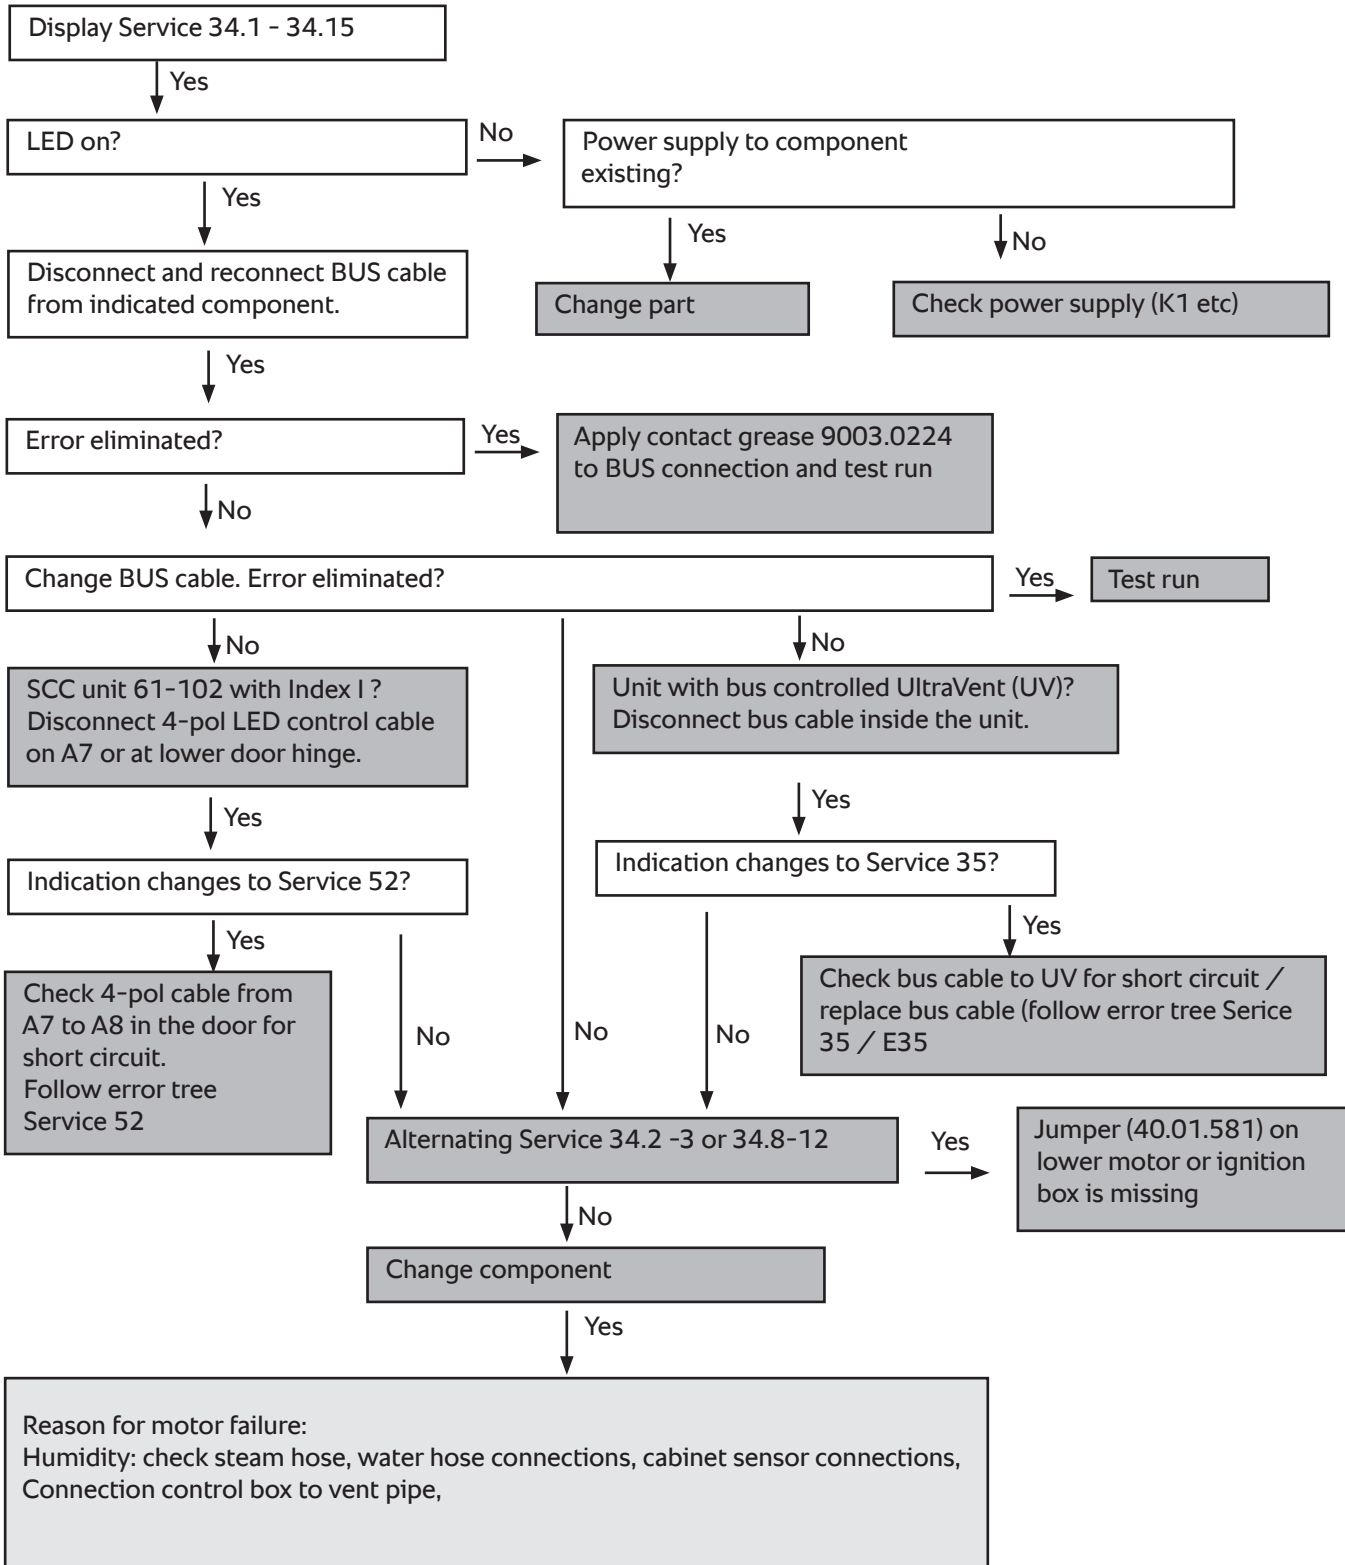 Display Service 34.1 - 34.15
Yes
LED on?
No
Power supply to component
existing?
Yes
Yes
No
Disconnect and reconnect BUS cable
from indicated component.
Change part
Check power supply (K1 etc)
Yes
Error eliminated?
Yes
Apply contact grease 9003.0224
to BUS connection and test run
No
Change BUS cable. Error eliminated?
Yes
Test run
No
No
SCC unit 61-102 with Index I ?
Disconnect 4-pol LED control cable
on A7 or at lower door hinge.
Unit with bus controlled UltraVent (UV)?
Disconnect bus cable inside the unit.
Yes
Yes
Indication changes to Service 52?
Indication changes to Service 35?
Yes
Yes
Check 4-pol cable from
A7 to A8 in the door for
short circuit.
Follow error tree
Service 52
No
No
No
Check bus cable to UV for short circuit /
replace bus cable (follow error tree Serice
35 / E35
Alternating Service 34.2 -3 or 34.8-12
Yes
Jumper (40.01.581) on
lower motor or ignition
box is missing
No
Change component
Yes
Reason for motor failure:
Humidity: check steam hose, water hose connections, cabinet sensor connections,
Connection control box to vent pipe,